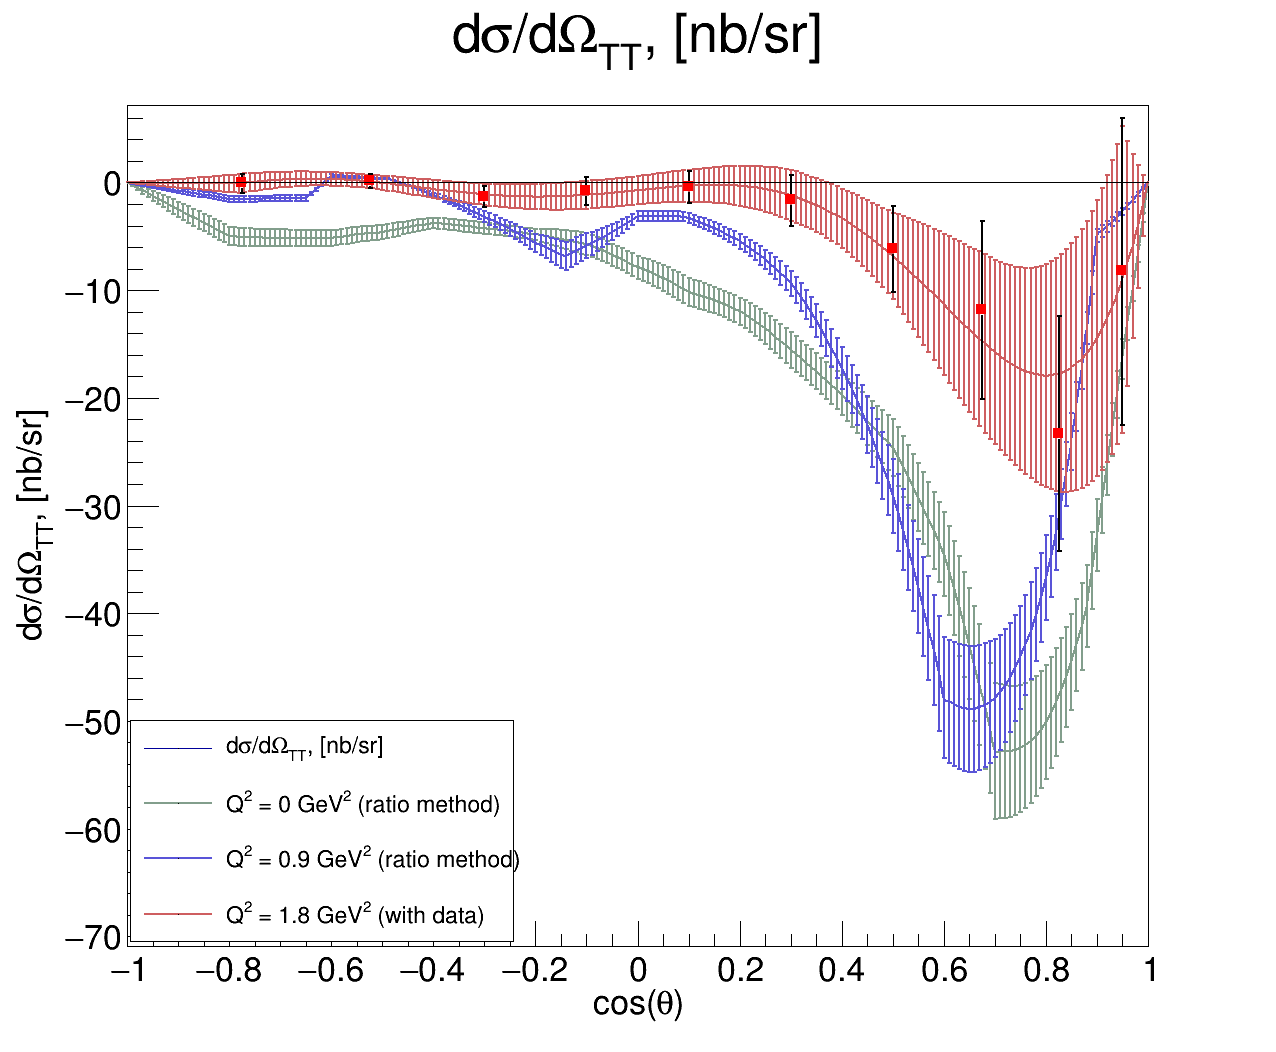 dσ/dΩTT, [nb/sr]
dσ/dΩTT, [nb/sr]
0
−10
−20
−30
−40
−50
−60
−70
dσ/dΩTT, [nb/sr]
Q² = 0 GeV² (ratio method)
Q² = 0.9 GeV² (ratio method)
Q² = 1.8 GeV² (with data)
−1 −0.8 −0.6 −0.4 −0.2 0 0.2 0.4 0.6 0.8 1
cos(θ)